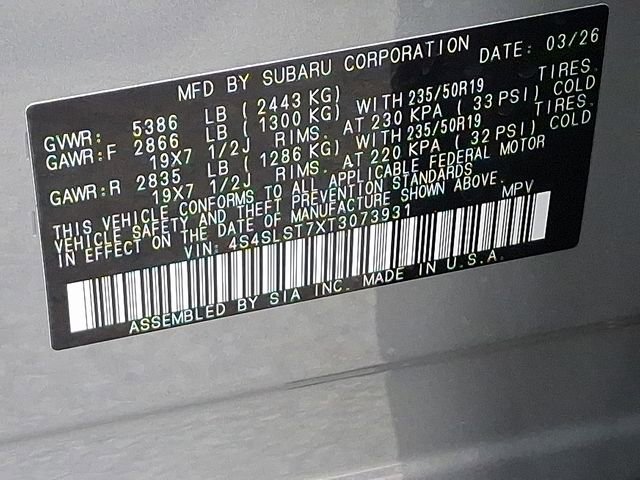 MFD BY SUBARU CORPORATION DATE: 03/26
GVWR: 5386 LB ( 2443 KG)
GAWR:F 2866 LB ( 1300 KG) WITH 235/50R19 TIRES,
19X7 1/2J RIMS. AT 230 KPA ( 33 PSI) COLD
GAWR:R 2835 LB ( 1286 KG) WITH 235/50R19 TIRES,
19X7 1/2J RIMS. AT 220 KPA ( 32 PSI) COLD
THIS VEHICLE CONFORMS TO ALL APPLICABLE FEDERAL MOTOR
VEHICLE SAFETY AND THEFT PREVENTION STANDARDS
IN EFFECT ON THE DATE OF MANUFACTURE SHOWN ABOVE.
VIN: 4S4SLST7XT3073931 MPV
ASSEMBLED BY SIA INC. MADE IN U.S.A.